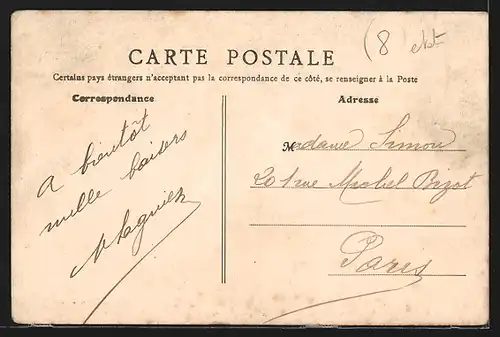 (8 
CARTE POSTALE
Certains pays étrangers n'acceptant pas la correspondance de ce côté, se renseigner à la Poste
Correspondance
A bientôt
mille baisers
Adresse
Madame Simon
20 rue Michel Bizot
Paris